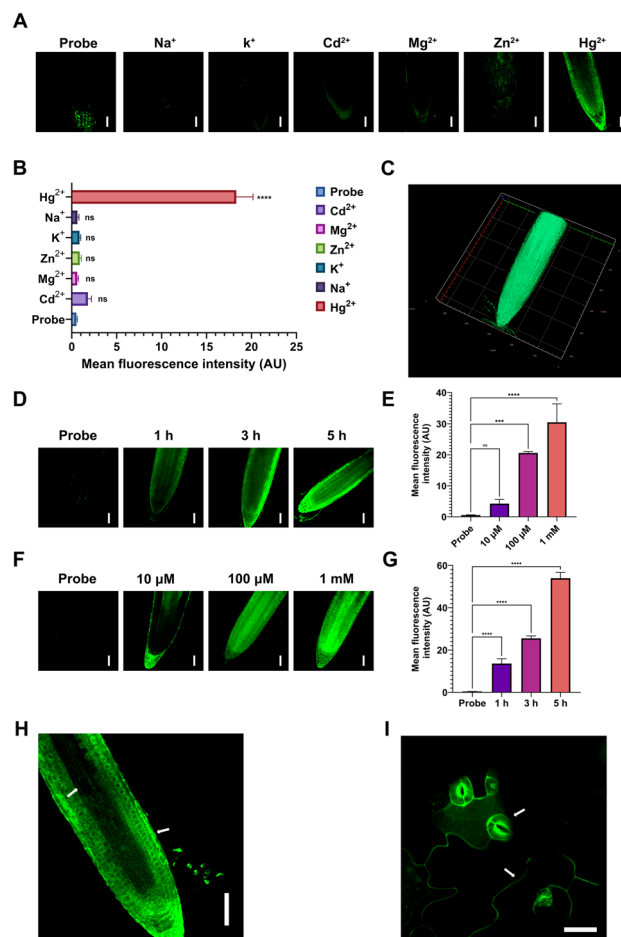 A
Probe Na⁺ k⁺ Cd²⁺ Mg²⁺ Zn²⁺ Hg²⁺
B
Hg²⁺ ****
Na⁺ ns
K⁺ ns
Zn²⁺ ns
Mg²⁺ ns
Cd²⁺ ns
Probe
0 5 10 15 20 25
Mean fluorescence intensity (AU)
Probe
Cd²⁺
Mg²⁺
Zn²⁺
K⁺
Na⁺
Hg²⁺
C
D
Probe 1 h 3 h 5 h
E
Mean fluorescence
intensity (AU)
40
30
20
10
0
****
***
ns
Probe 10 μM 100 μM 1 mM
F
Probe 10 μM 100 μM 1 mM
G
Mean fluorescence
intensity (AU)
60
40
20
0
****
****
****
Probe 1 h 3 h 5 h
H
I